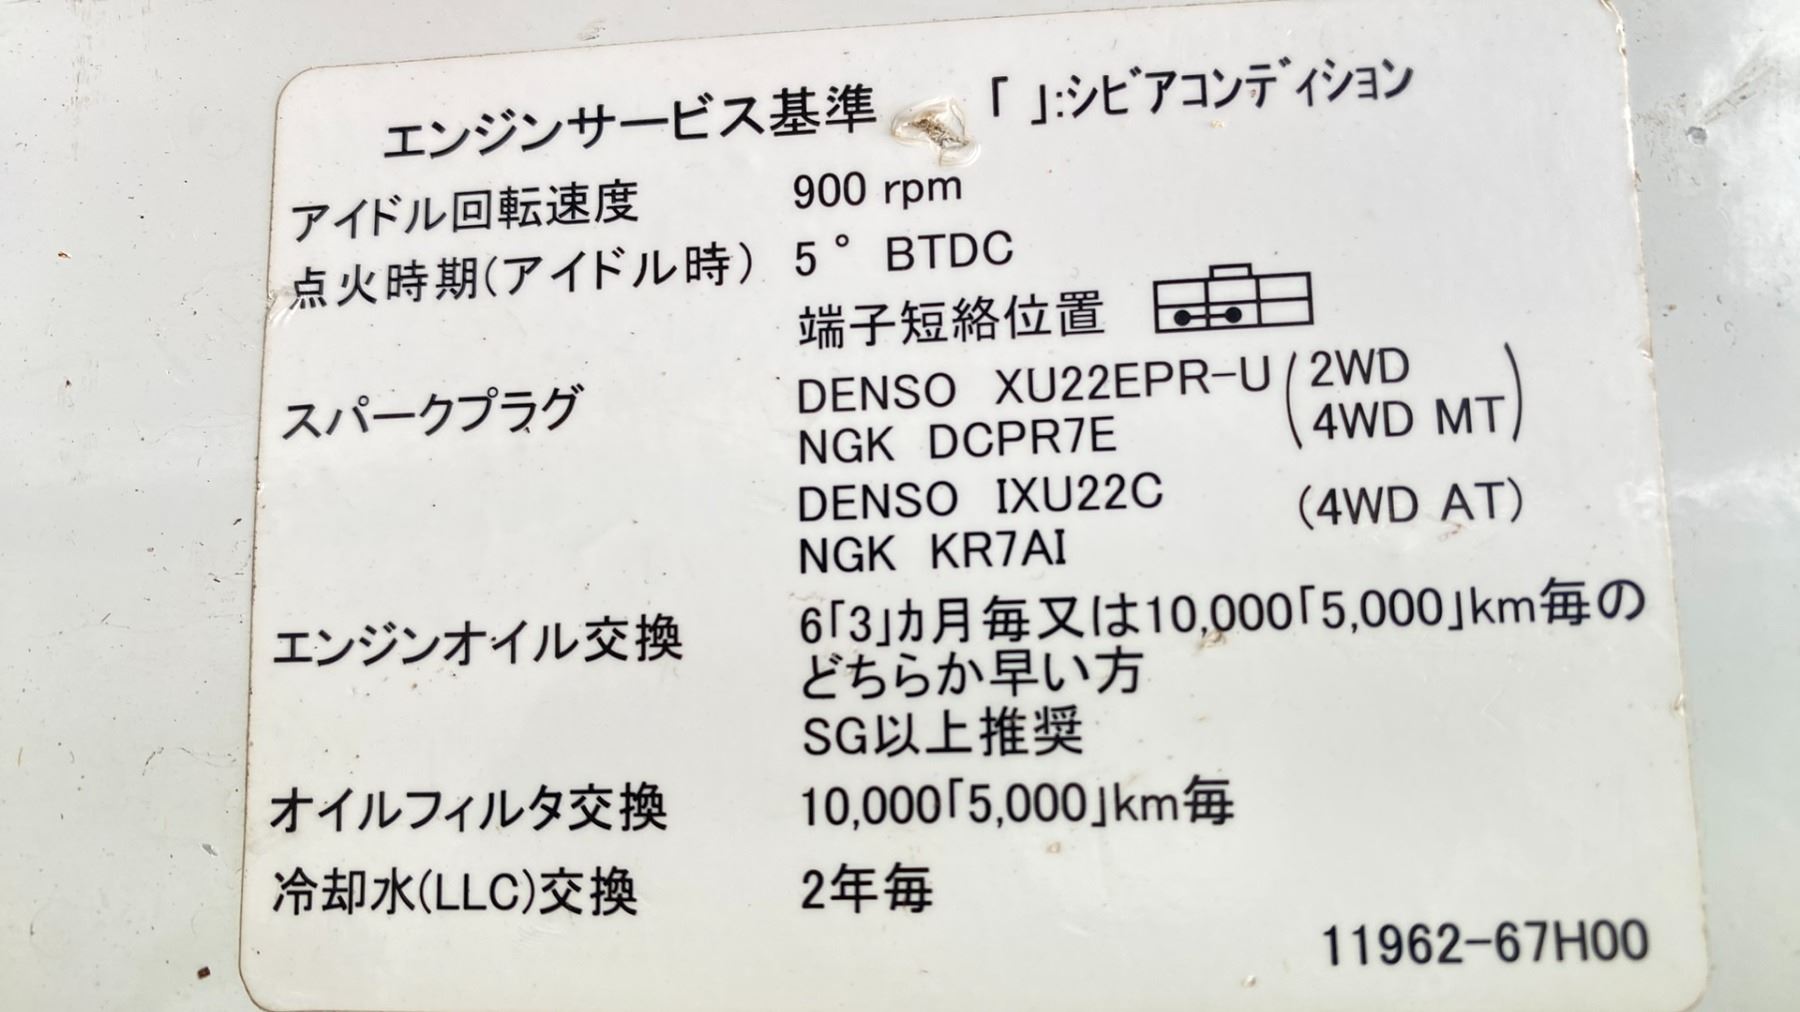 エンジンサービス基準 「 」:シビアコンディション
アイドル回転速度 900 rpm
点火時期(アイドル時) 5° BTDC
端子短絡位置
スパークプラグ DENSO XU22EPR-U (2WD
NGK DCPR7E 4WD MT)
DENSO IXU22C (4WD AT)
NGK KR7AI
エンジンオイル交換 6「3」カ月毎又は10,000「5,000」km毎の
どちらか早い方
SG以上推奨
オイルフィルタ交換 10,000「5,000」km毎
冷却水(LLC)交換 2年毎
11962-67H00